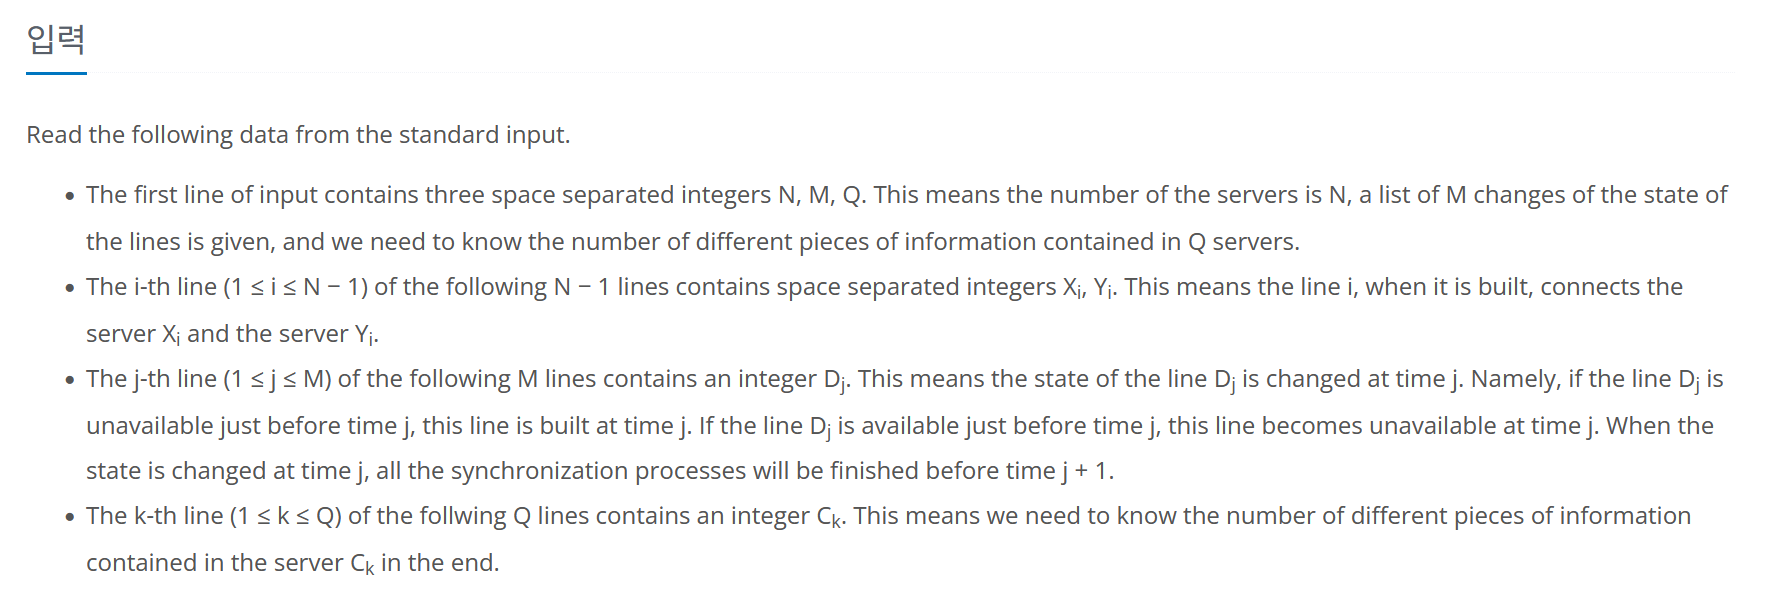 입력
Read the following data from the standard input.
• The first line of input contains three space separated integers N, M, Q. This means the number of the servers is N, a list of M changes of the state of
the lines is given, and we need to know the number of different pieces of information contained in Q servers.
• The i-th line (1 ≤ i ≤ N − 1) of the following N − 1 lines contains space separated integers Xi, Yi. This means the line i, when it is built, connects the
server Xi and the server Yi.
• The j-th line (1 ≤ j ≤ M) of the following M lines contains an integer Dj. This means the state of the line Dj is changed at time j. Namely, if the line Dj is
unavailable just before time j, this line is built at time j. If the line Dj is available just before time j, this line becomes unavailable at time j. When the
state is changed at time j, all the synchronization processes will be finished before time j + 1.
• The k-th line (1 ≤ k ≤ Q) of the follwing Q lines contains an integer Ck. This means we need to know the number of different pieces of information
contained in the server Ck in the end.